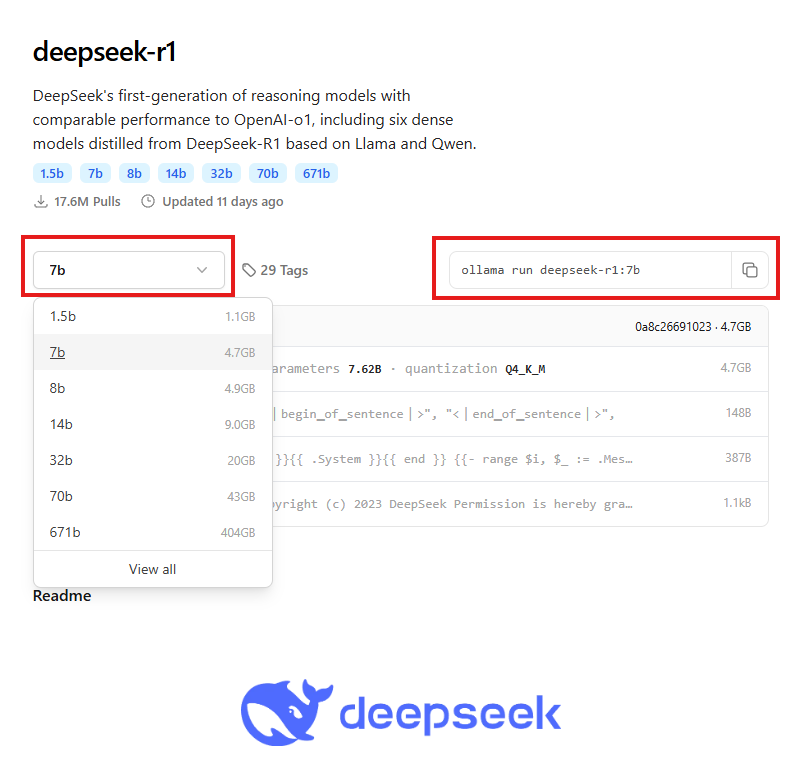 deepseek-r1
DeepSeek's first-generation of reasoning models with
comparable performance to OpenAI-o1, including six dense
models distilled from DeepSeek-R1 based on Llama and Qwen.
1.5b 7b 8b 14b 32b 70b 671b
17.6M Pulls Updated 11 days ago
7b 29 Tags ollama run deepseek-r1:7b
1.5b 1.1GB
7b 4.7GB
8b 4.9GB
14b 9.0GB
32b 20GB
70b 43GB
671b 404GB
View all
0a8c26691023 · 4.7GB
arameters 7.62B · quantization Q4_K_M 4.7GB
|begin_of_sentence|>", "<|end_of_sentence|>", 148B
}}{{ .System }}{{ end }} {{- range $i, $_ := .Mes… 387B
yright (c) 2023 DeepSeek Permission is hereby gra… 1.1kB
Readme
deepseek